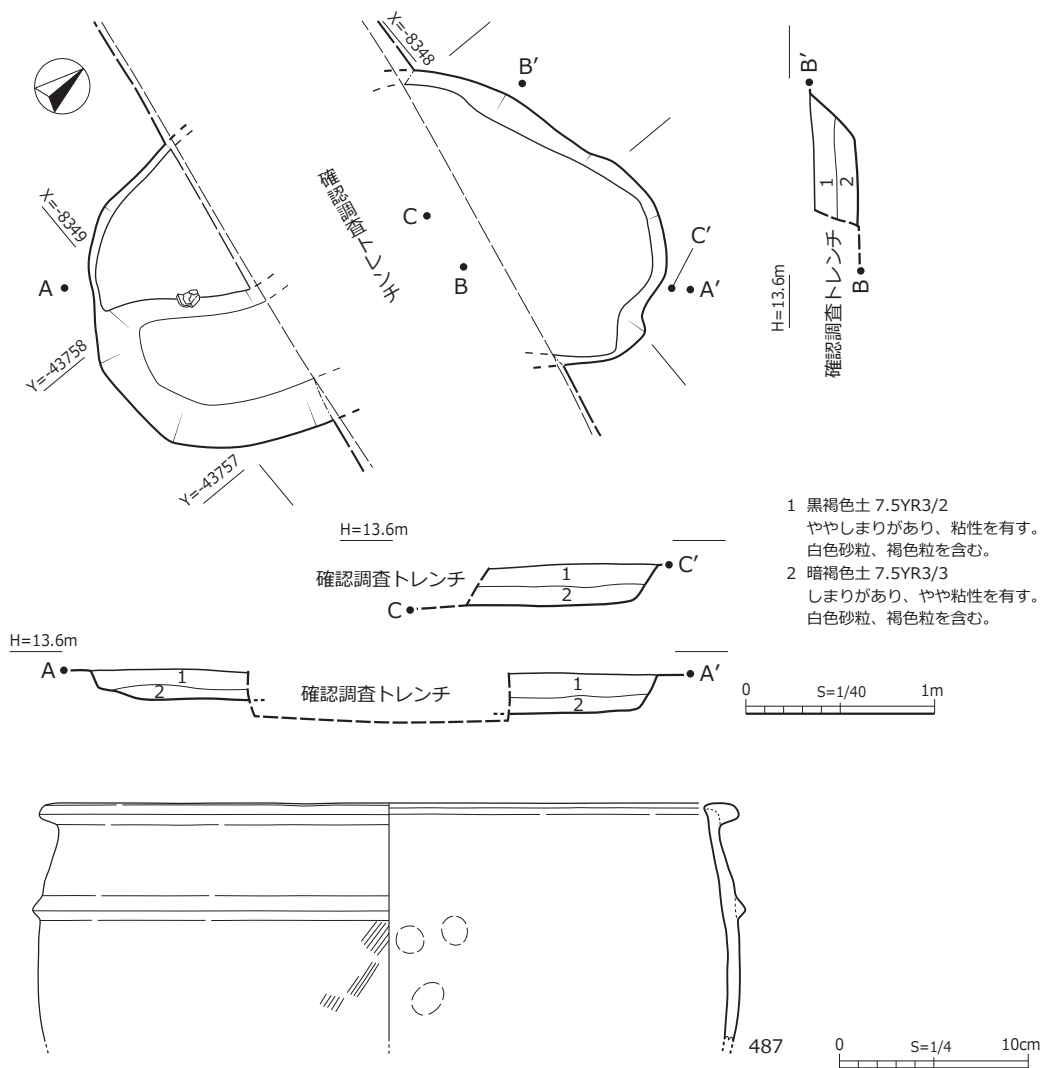 X=-8348
B′
B′
X=-8349
確認調査トレンチ
1
2
C
C′
A
B
A′
確認調査トレンチ
B
H=13.6m
Y=-43758
Y=-43757
1 黒褐色土 7.5YR3/2
ややしまりがあり、粘性を有す。
白色砂粒、褐色粒を含む。
2 暗褐色土 7.5YR3/3
しまりがあり、やや粘性を有す。
白色砂粒、褐色粒を含む。
H=13.6m
確認調査トレンチ
1
2
C
C′
H=13.6m
A
1
2
確認調査トレンチ
1
2
A′
0 S=1/40 1m
487
0 S=1/4 10cm